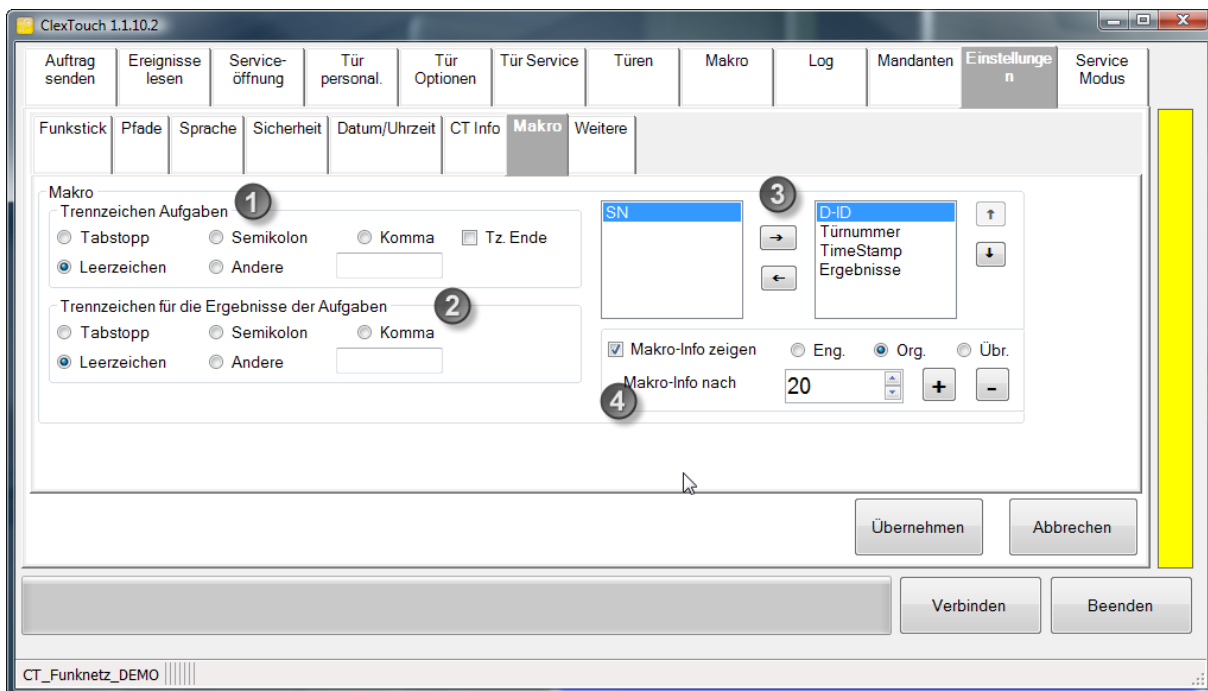 ClexTouch 1.1.10.2
Auftrag senden
Ereignisse lesen
Service-öffnung
Tür personal.
Tür Optionen
Tür Service
Türen
Makro
Log
Mandanten
Einstellungen
Service Modus
Funkstick
Pfade
Sprache
Sicherheit
Datum/Uhrzeit
CT Info
Makro
Weitere
Makro
Trennzeichen Aufgaben
1
Tabstopp
Semikolon
Komma
Tz. Ende
Leerzeichen
Andere
Trennzeichen für die Ergebnisse der Aufgaben
2
Tabstopp
Semikolon
Komma
Leerzeichen
Andere
SN
3
→
←
D-ID
Türnummer
TimeStamp
Ergebnisse
↑
↓
Makro-Info zeigen
Eng.
Org.
Übr.
Makro-Info nach
20
+
-
4
Übernehmen
Abbrechen
Verbinden
Beenden
CT_Funknetz_DEMO